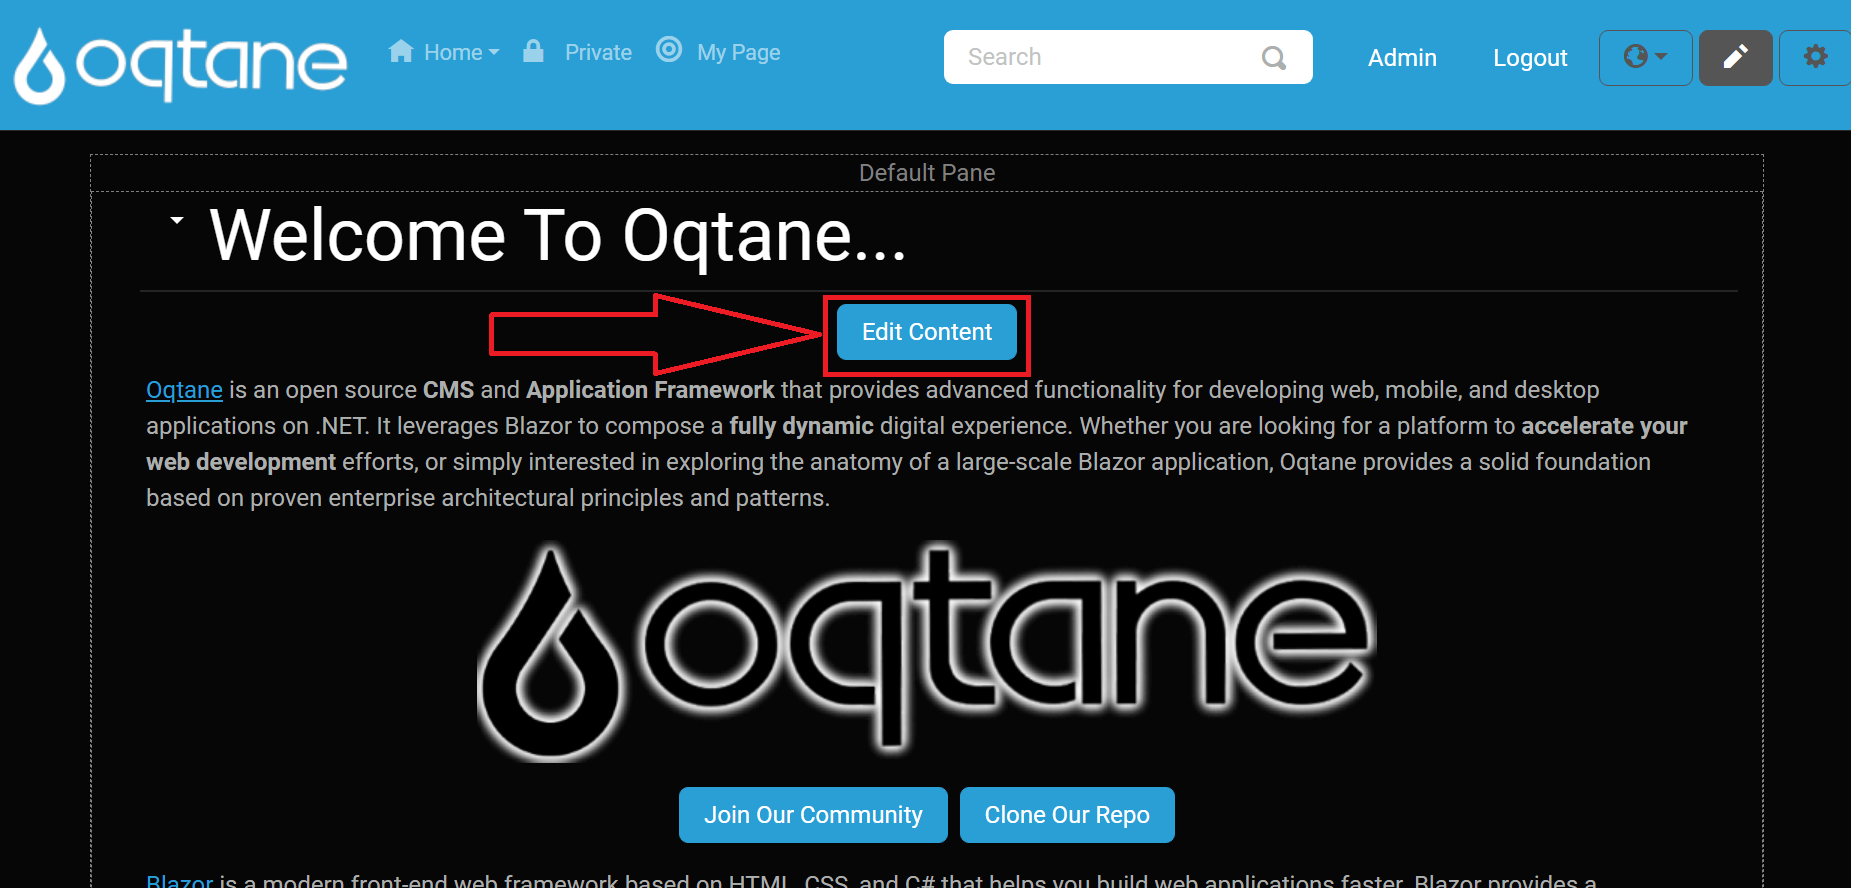 oqtane
Home
Private
My Page
Search
Admin
Logout
Default Pane
Welcome To Oqtane...
Edit Content
Oqtane is an open source CMS and Application Framework that provides advanced functionality for developing web, mobile, and desktop
applications on .NET. It leverages Blazor to compose a fully dynamic digital experience. Whether you are looking for a platform to accelerate your
web development efforts, or simply interested in exploring the anatomy of a large-scale Blazor application, Oqtane provides a solid foundation
based on proven enterprise architectural principles and patterns.
oqtane
Join Our Community
Clone Our Repo
Blazor is a modern front-end web framework based on HTML, CSS, and C# that helps you build web applications faster. Blazor provides a